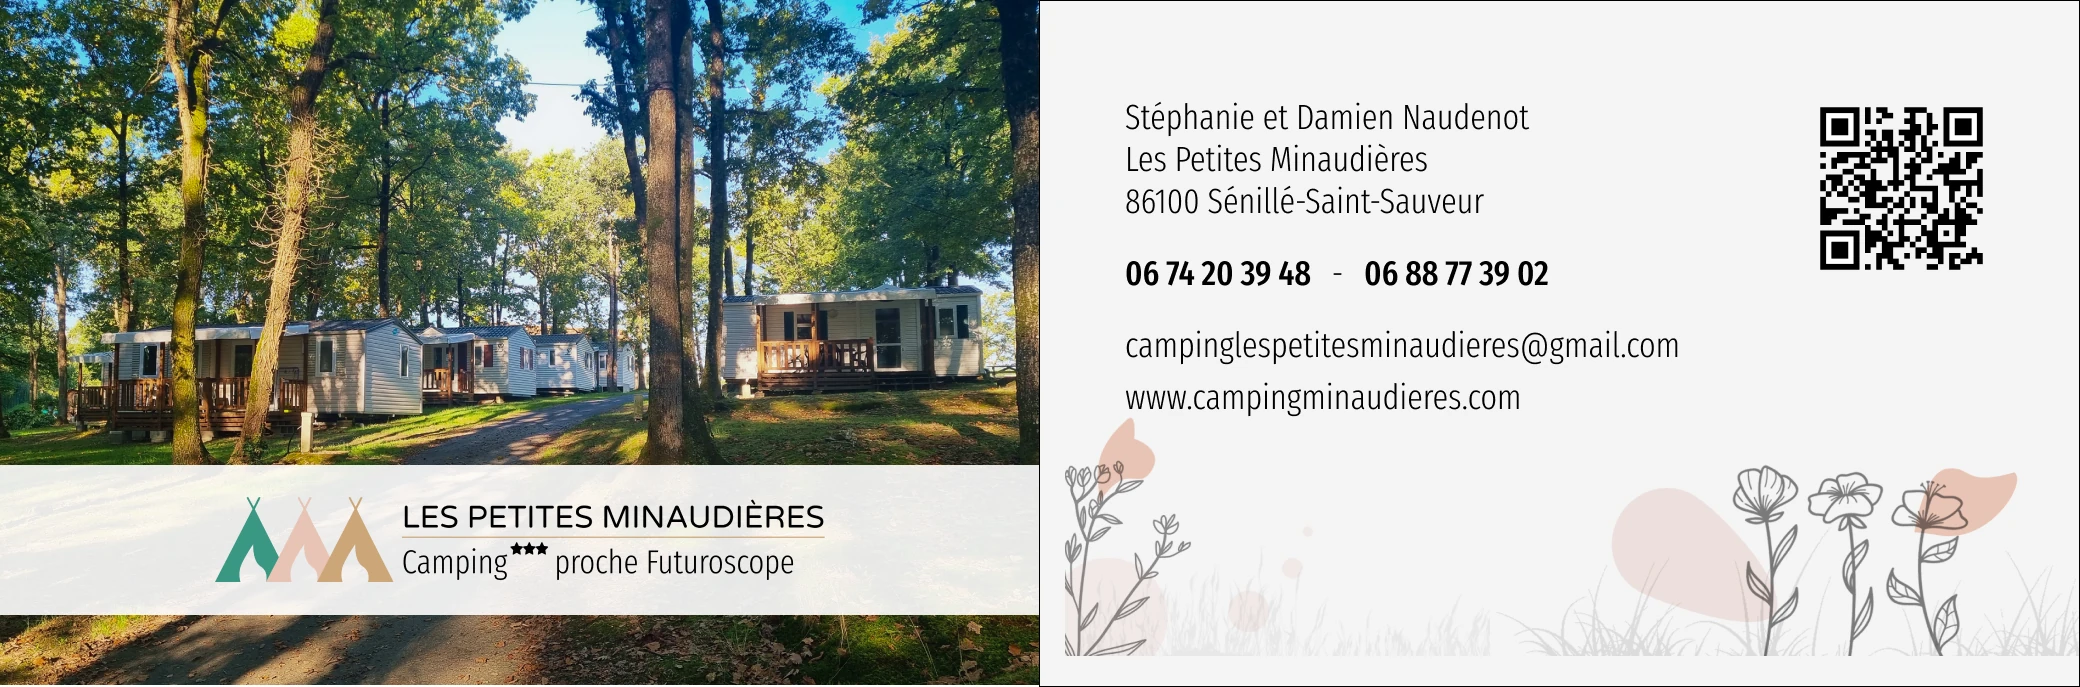 LES PETITES MINAUDIÈRES
Camping*** proche Futuroscope
Stéphanie et Damien Naudenot
Les Petites Minaudières
86100 Sénillé-Saint-Sauveur
06 74 20 39 48 - 06 88 77 39 02
campinglespetitesminaudieres@gmail.com
www.campingminaudieres.com